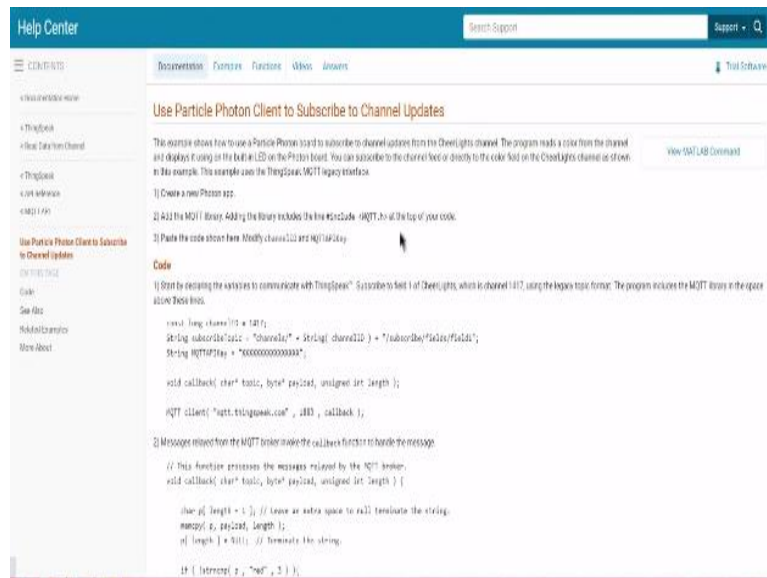 Help Center
Search Support
Support
CONTENTS
Documentation Examples Functions Videos Answers
Trial Software
« Documentation Home
« ThingSpeak
« Read Data from Channel
« ThingSpeak
« API Reference
« MQTT API
Use Particle Photon Client to Subscribe
to Channel Updates
ON THIS PAGE
Code
See Also
Related Examples
More About
Use Particle Photon Client to Subscribe to Channel Updates
This example shows how to use a Particle Photon board to subscribe to channel updates from the CheerLights channel. The program reads a color from the channel
and displays it using on the built in LED on the Photon board. You can subscribe to the channel feed or directly to the color field on the CheerLights channel as shown
in this example. This example uses the ThingSpeak MQTT legacy interface.
View MATLAB Command
1) Create a new Photon app.
2) Add the MQTT library. Adding the library includes the line #include <MQTT.h> at the top of your code.
3) Paste the code shown here. Modify channelID and MQTTAPIKey
Code
1) Start by declaring the variables to communicate with ThingSpeak™. Subscribe to field 1 of CheerLights, which is channel 1417, using the legacy topic format. The program includes the MQTT library in the space
above these lines.
const long channelID = 1417;
String subscribeTopic = "channels/" + String( channelID ) + "/subscribe/fields/field1";
String MQTTAPIKey = "XXXXXXXXXXXXXXXX";
void callback( char* topic, byte* payload, unsigned int length );
MQTT client( "mqtt.thingspeak.com" , 1883 , callback );
2) Messages relayed from the MQTT broker invoke the callback function to handle the message.
// This function processes the messages relayed by the MQTT broker.
void callback( char* topic, byte* payload, unsigned int length ) {
char p[ length + 1 ]; // Leave an extra space to null terminate the string.
memcpy( p, payload, length );
p[ length ] = NULL; // Terminate the string.
if ( !strncmp( p , "red" , 3 ) ){